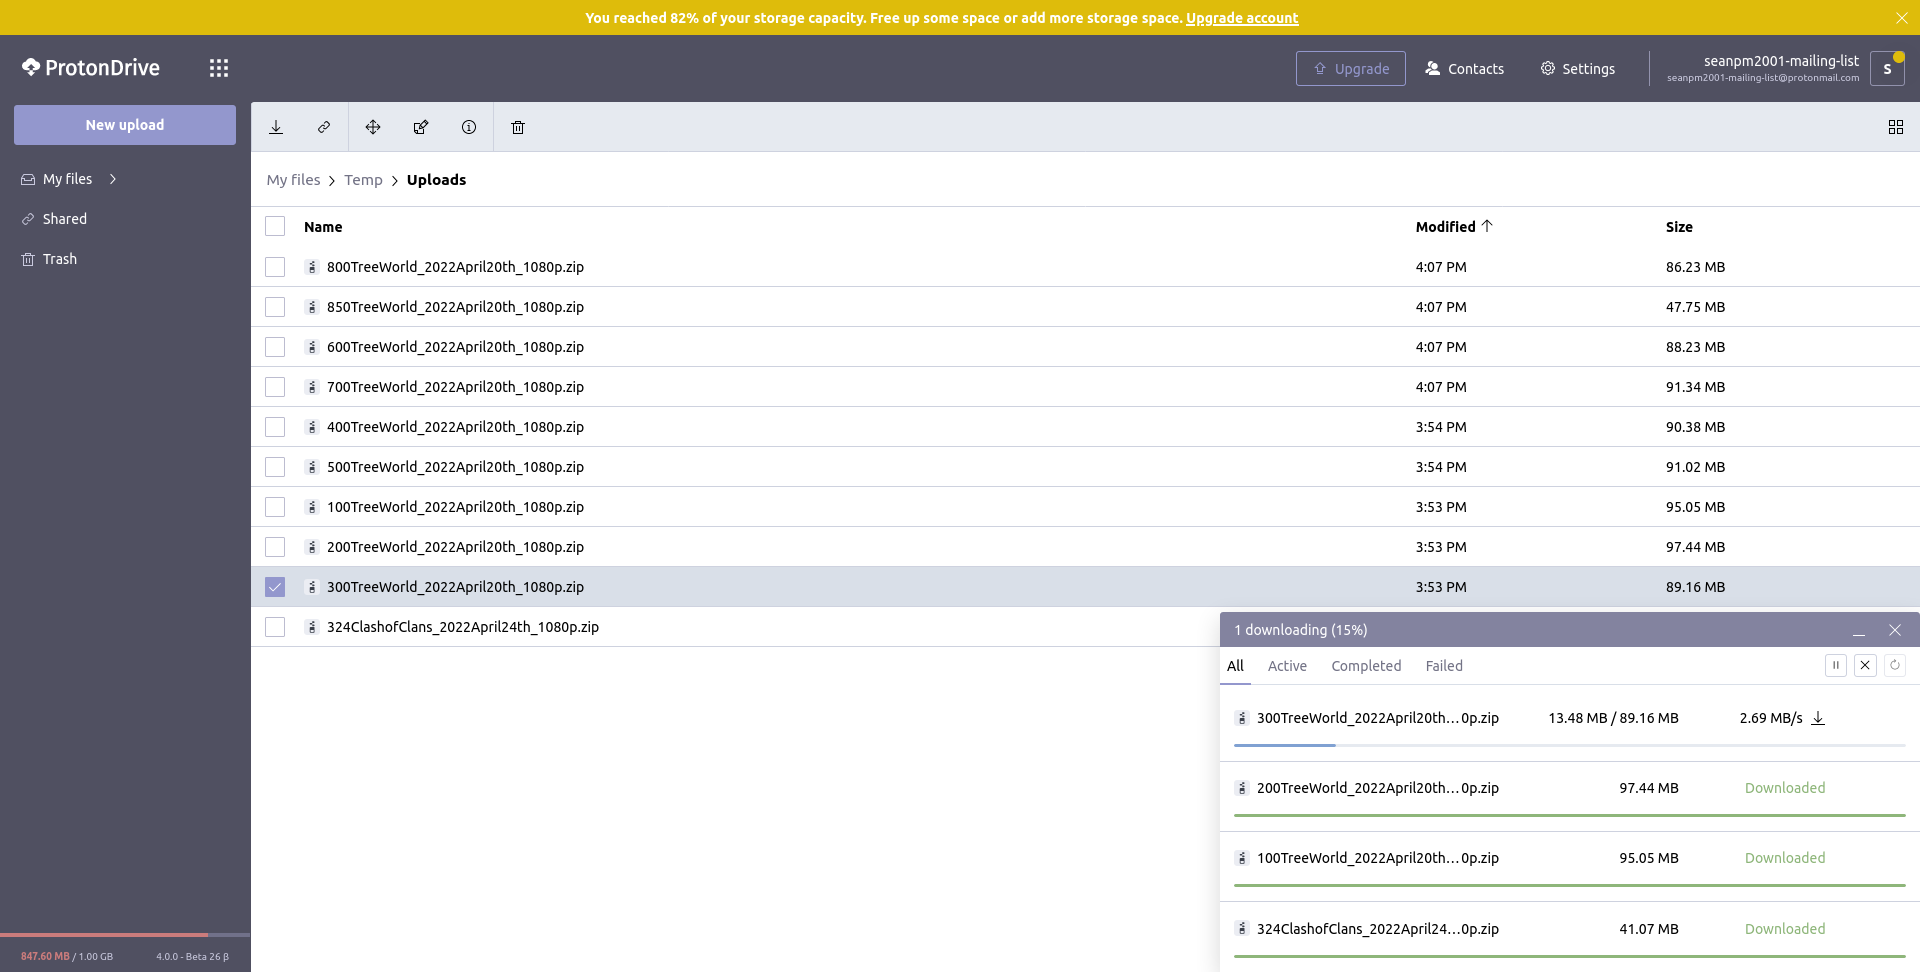 You reached 82% of your storage capacity. Free up some space or add more storage space. Upgrade account
ProtonDrive
Upgrade
Contacts
Settings
seanpm2001-mailing-list
seanpm2001-mailing-list@protonmail.com
S
New upload
My files
Shared
Trash
My files > Temp > Uploads
Name Modified Size
800TreeWorld_2022April20th_1080p.zip 4:07 PM 86.23 MB
850TreeWorld_2022April20th_1080p.zip 4:07 PM 47.75 MB
600TreeWorld_2022April20th_1080p.zip 4:07 PM 88.23 MB
700TreeWorld_2022April20th_1080p.zip 4:07 PM 91.34 MB
400TreeWorld_2022April20th_1080p.zip 3:54 PM 90.38 MB
500TreeWorld_2022April20th_1080p.zip 3:54 PM 91.02 MB
100TreeWorld_2022April20th_1080p.zip 3:53 PM 95.05 MB
200TreeWorld_2022April20th_1080p.zip 3:53 PM 97.44 MB
300TreeWorld_2022April20th_1080p.zip 3:53 PM 89.16 MB
324ClashofClans_2022April24th_1080p.zip
1 downloading (15%)
All Active Completed Failed
300TreeWorld_2022April20th...0p.zip 13.48 MB / 89.16 MB 2.69 MB/s
200TreeWorld_2022April20th...0p.zip 97.44 MB Downloaded
100TreeWorld_2022April20th...0p.zip 95.05 MB Downloaded
324ClashofClans_2022April24...0p.zip 41.07 MB Downloaded
847.60 MB / 1.00 GB 4.0.0 - Beta 26 β